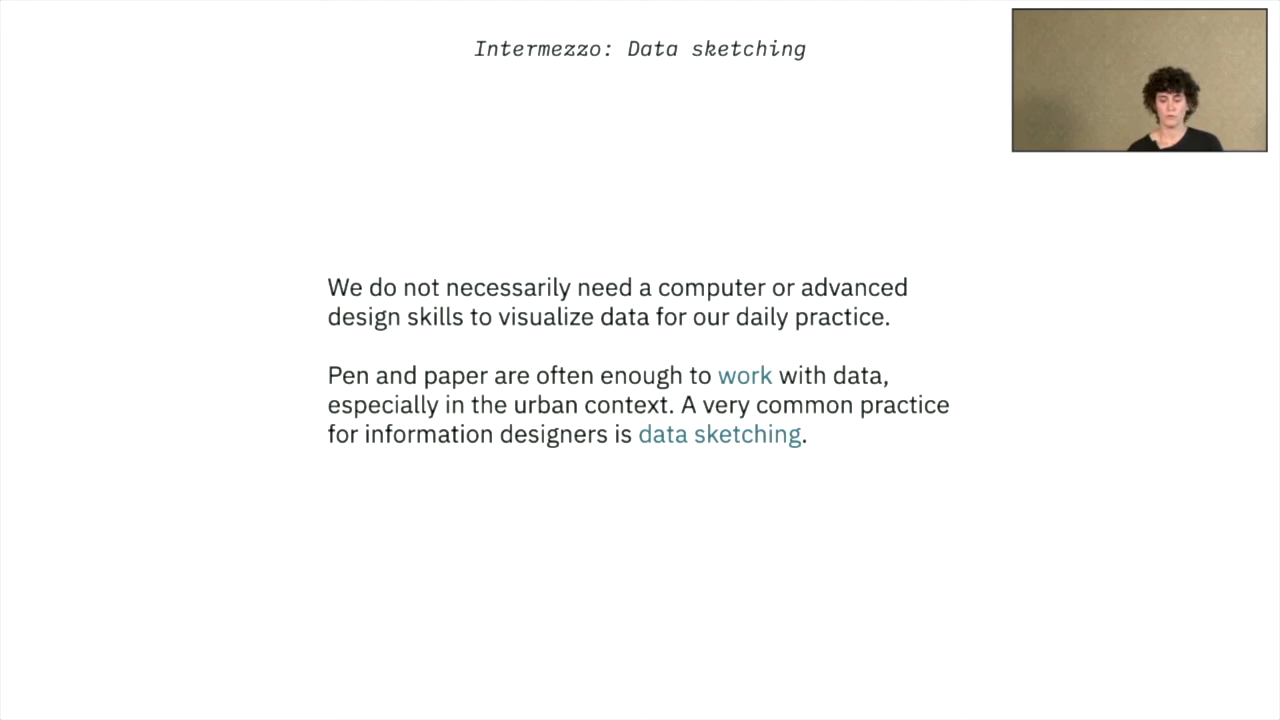 Intermezzo: Data sketching
We do not necessarily need a computer or advanced
design skills to visualize data for our daily practice.
Pen and paper are often enough to work with data,
especially in the urban context. A very common practice
for information designers is data sketching.